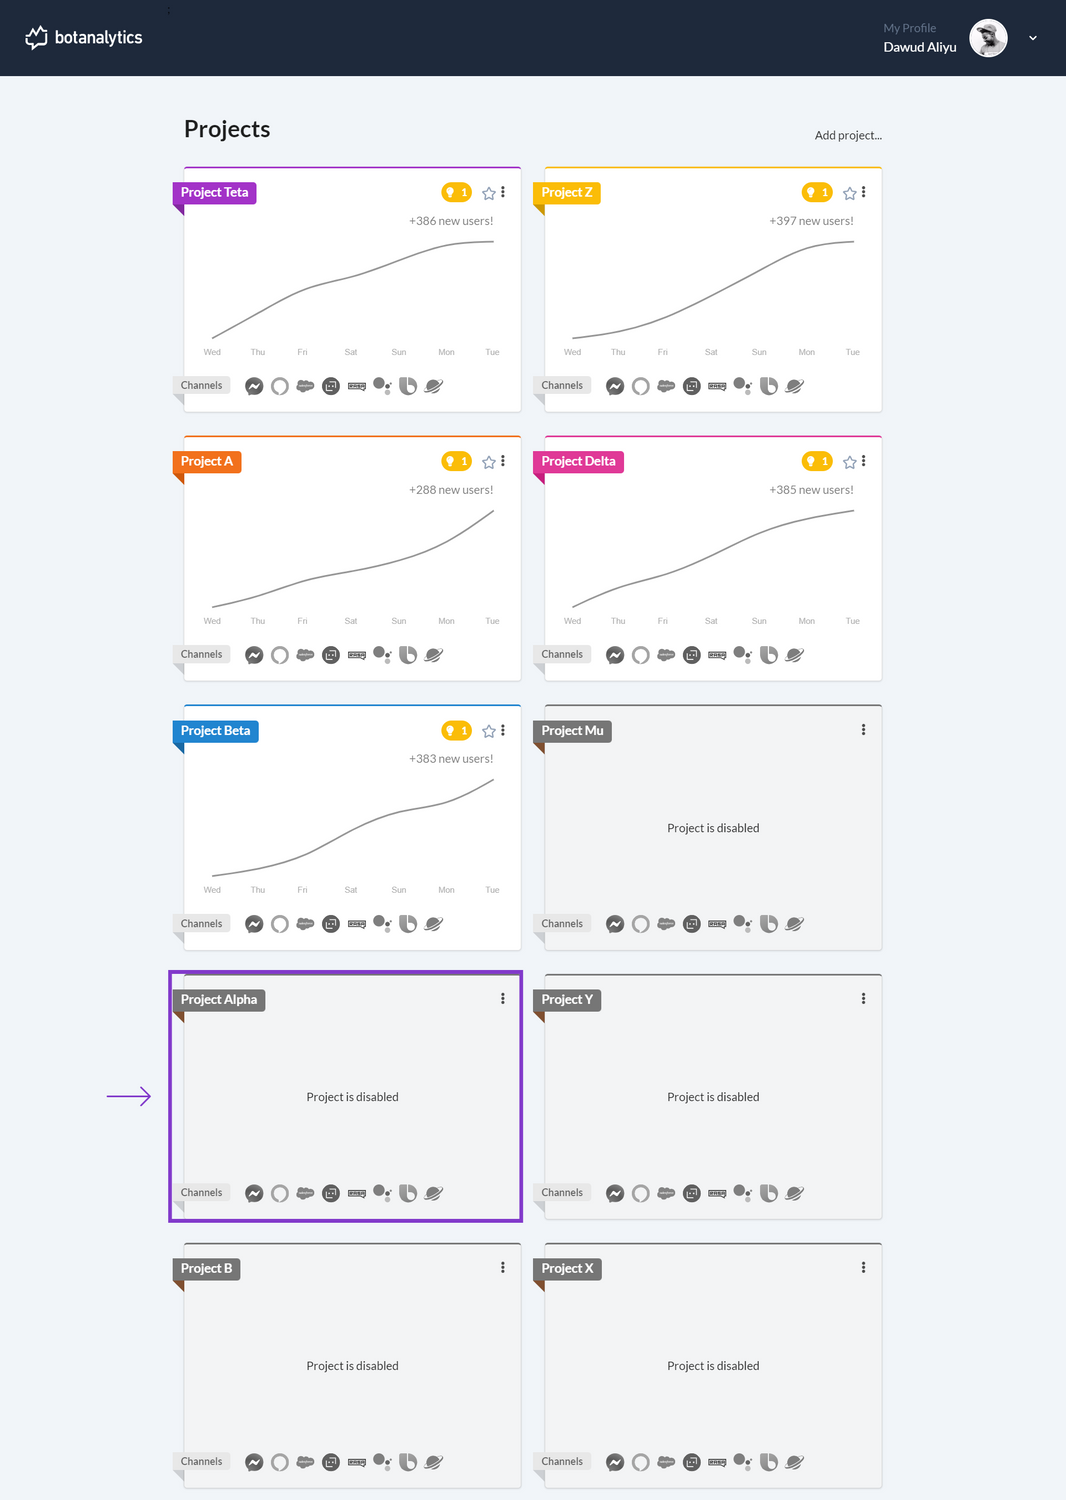 botanalytics
My Profile
Dawud Aliyu
Projects
Add project...
Project Teta
1
+386 new users!
Wed Thu Fri Sat Sun Mon Tue
Channels
Project Z
1
+397 new users!
Wed Thu Fri Sat Sun Mon Tue
Channels
Project A
1
+288 new users!
Wed Thu Fri Sat Sun Mon Tue
Channels
Project Delta
1
+385 new users!
Wed Thu Fri Sat Sun Mon Tue
Channels
Project Beta
1
+383 new users!
Wed Thu Fri Sat Sun Mon Tue
Channels
Project Mu
Project is disabled
Channels
Project Alpha
Project is disabled
Channels
Project Y
Project is disabled
Channels
Project B
Project is disabled
Channels
Project X
Project is disabled
Channels